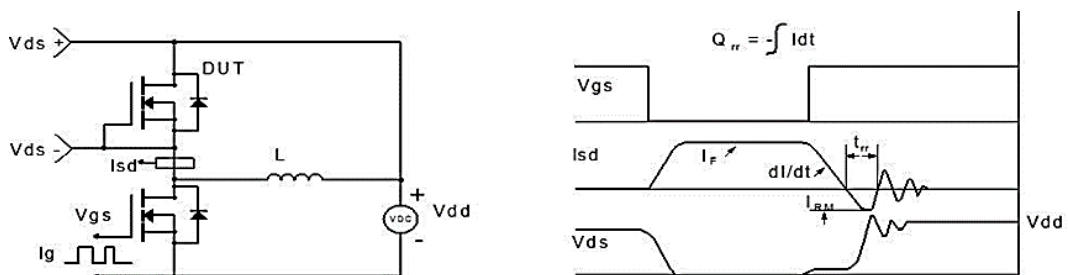 Vds +
DUT
Vds -
Isd
L
Vgs
Ig
+
VDC
-
Vdd
Q rr = -∫ Idt
Vgs
Isd
I F
dI/dt
t rr
I RM
Vds
Vdd